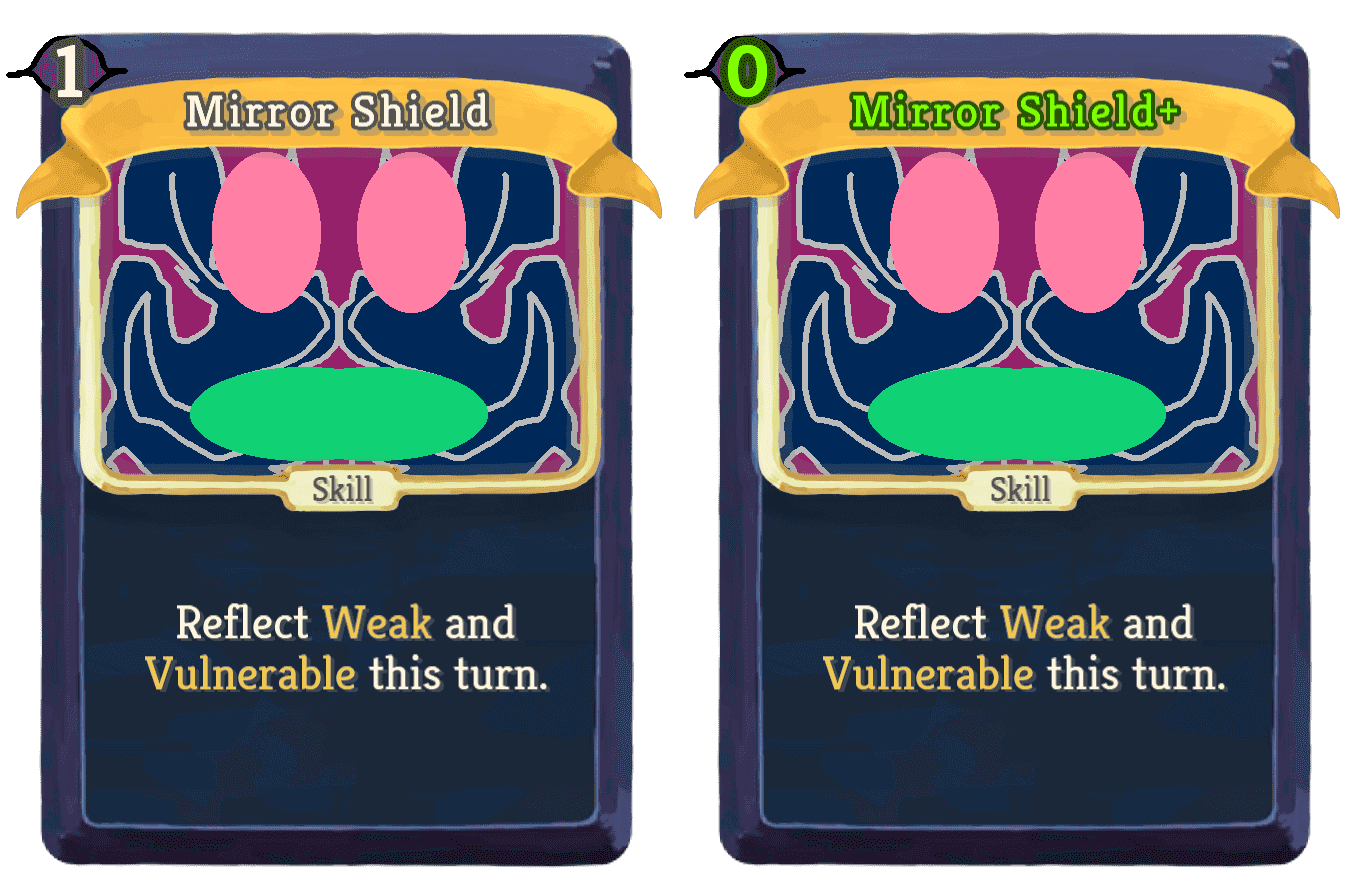 1
Mirror Shield
Skill
Reflect Weak and
Vulnerable this turn.
0
Mirror Shield+
Skill
Reflect Weak and
Vulnerable this turn.